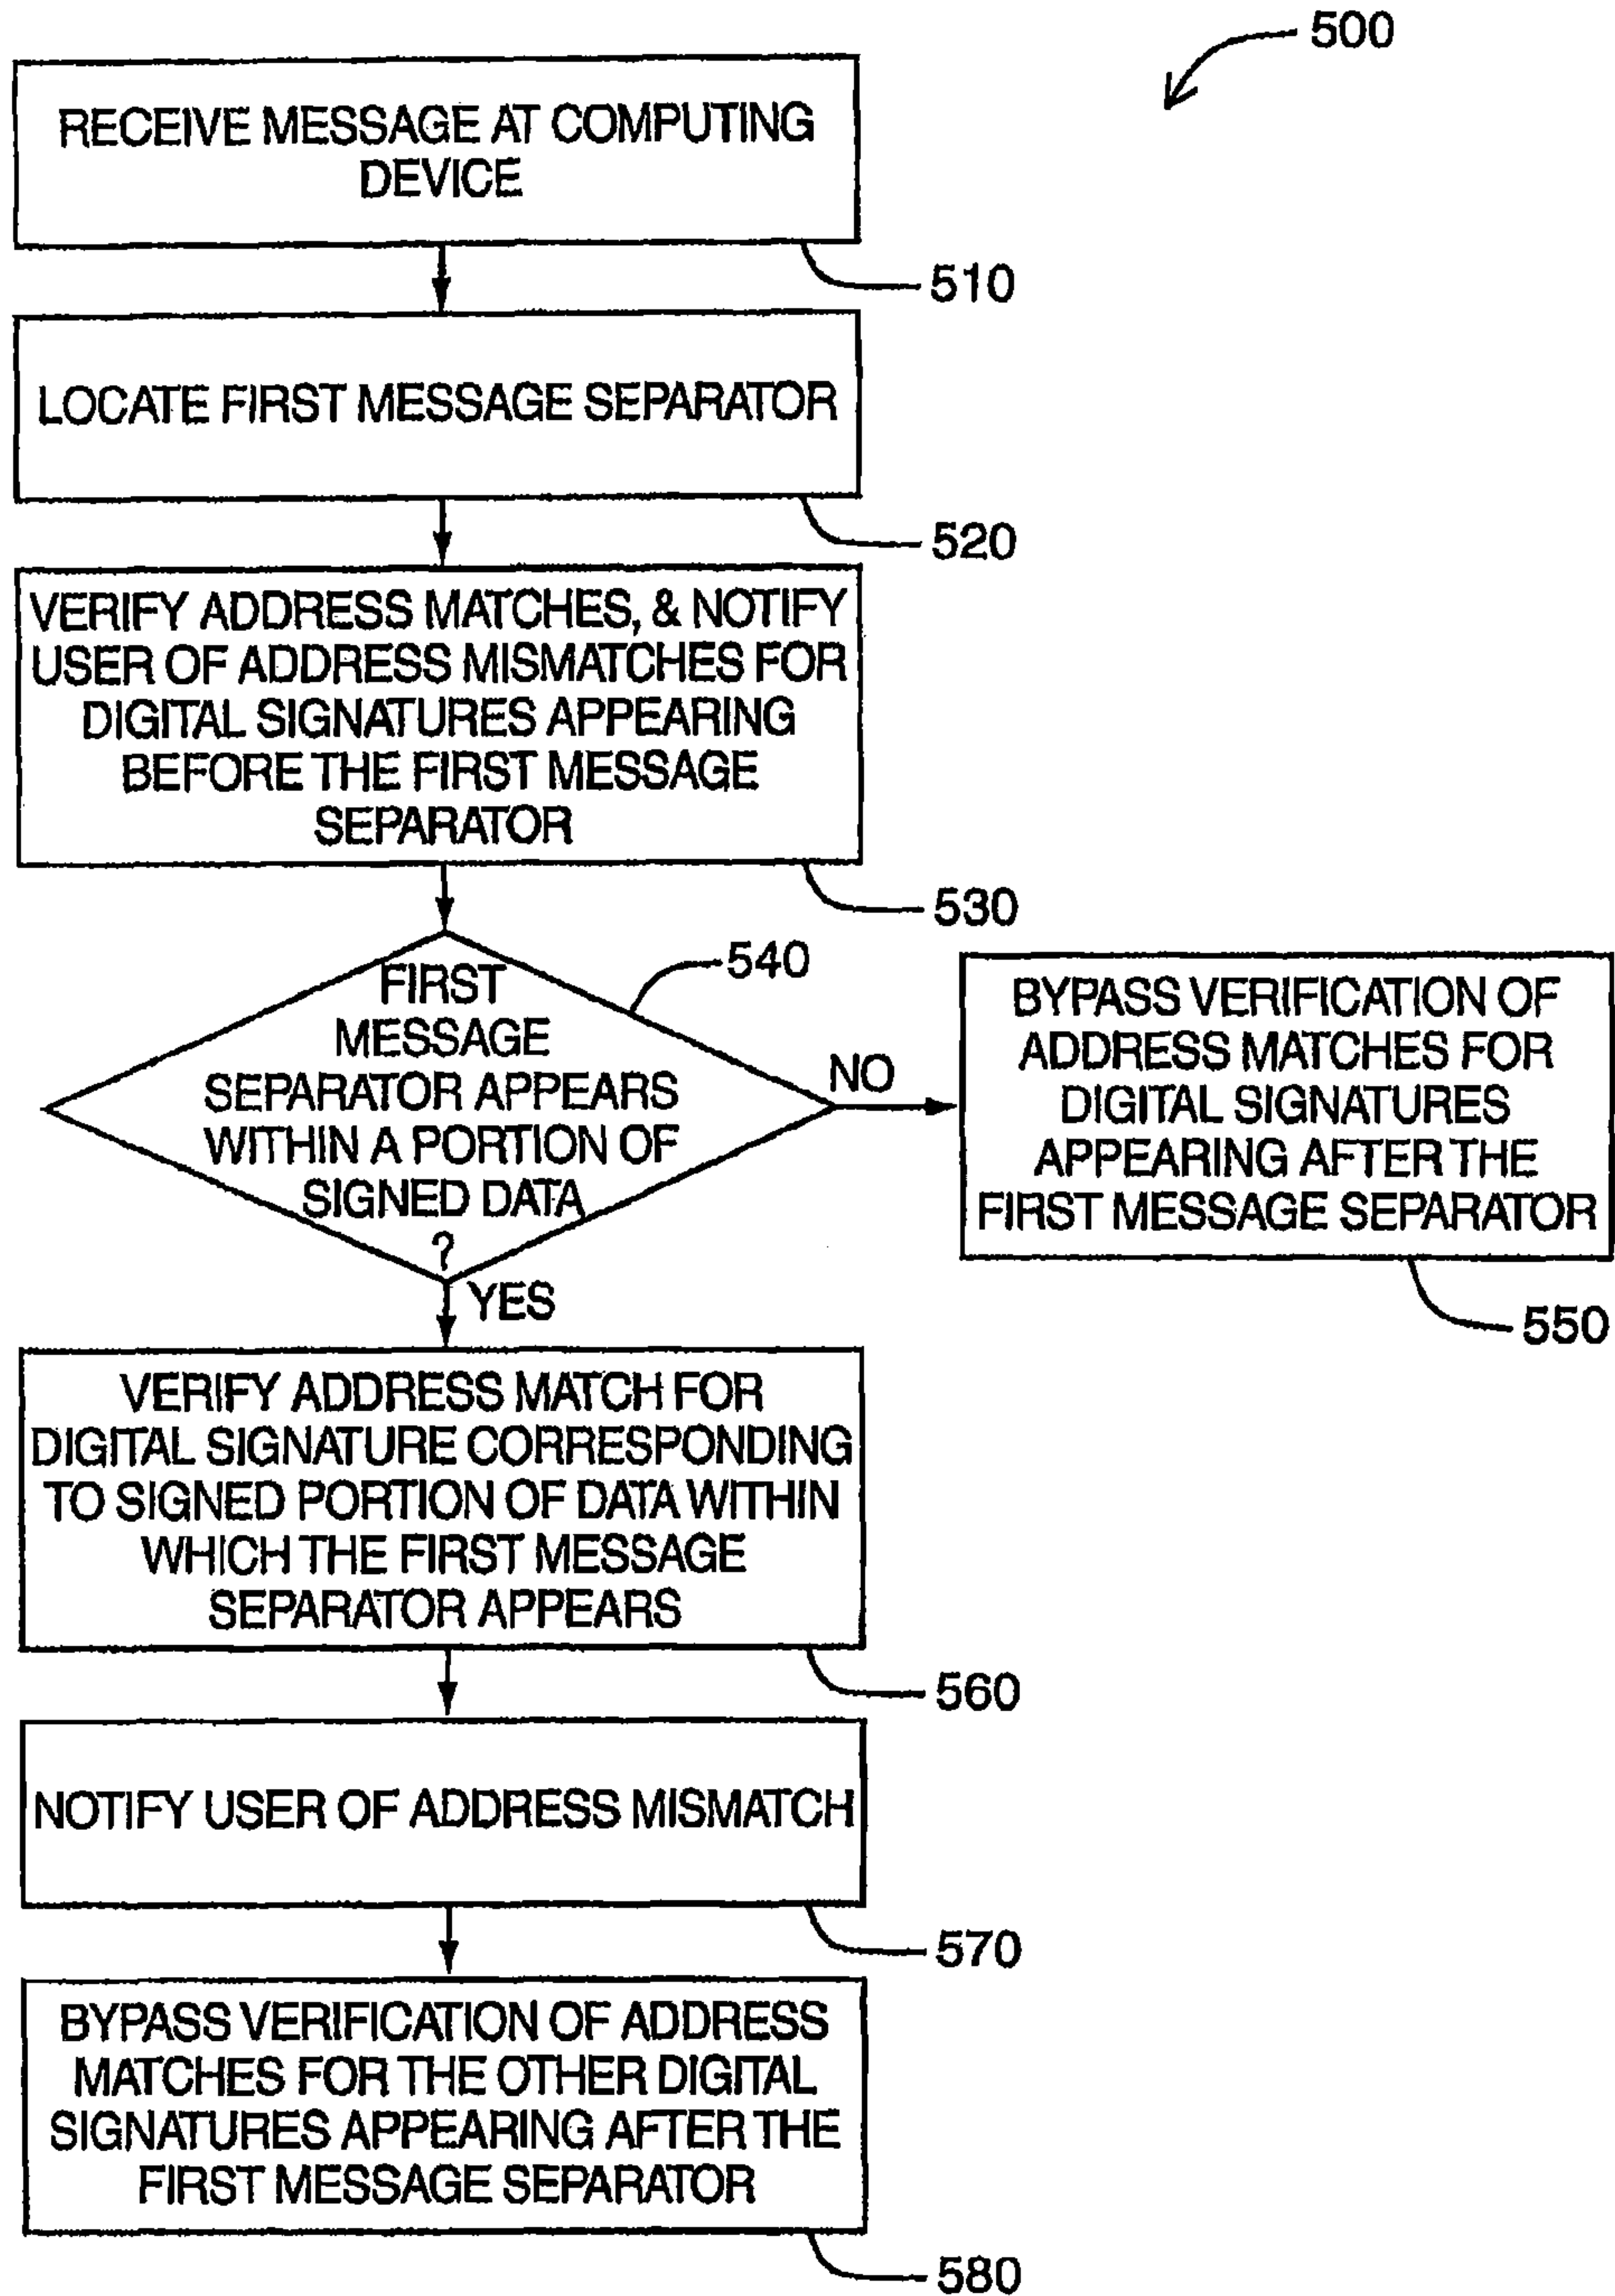 500
RECEIVE MESSAGE AT COMPUTING
DEVICE
510
LOCATE FIRST MESSAGE SEPARATOR
520
VERIFY ADDRESS MATCHES, & NOTIFY
USER OF ADDRESS MISMATCHES FOR
DIGITAL SIGNATURES APPEARING
BEFORE THE FIRST MESSAGE
SEPARATOR
530
FIRST
MESSAGE
SEPARATOR APPEARS
WITHIN A PORTION OF
SIGNED DATA
?
540
NO
BYPASS VERIFICATION OF
ADDRESS MATCHES FOR
DIGITAL SIGNATURES
APPEARING AFTER THE
FIRST MESSAGE SEPARATOR
550
YES
VERIFY ADDRESS MATCH FOR
DIGITAL SIGNATURE CORRESPONDING
TO SIGNED PORTION OF DATA WITHIN
WHICH THE FIRST MESSAGE
SEPARATOR APPEARS
560
NOTIFY USER OF ADDRESS MISMATCH
570
BYPASS VERIFICATION OF ADDRESS
MATCHES FOR THE OTHER DIGITAL
SIGNATURES APPEARING AFTER THE
FIRST MESSAGE SEPARATOR
580